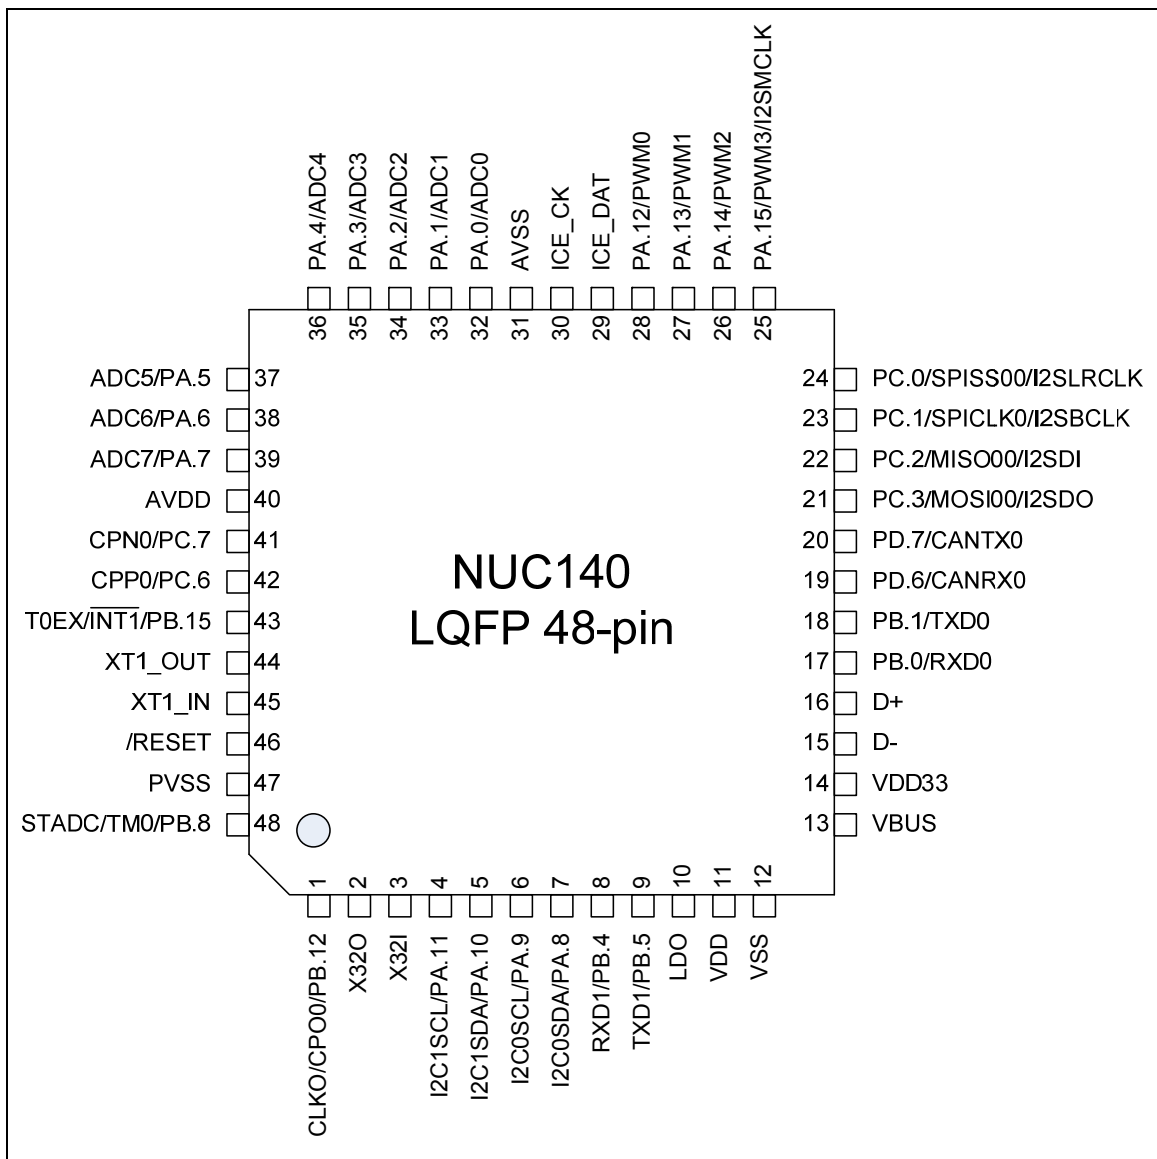 PA.4/ADC4
PA.3/ADC3
PA.2/ADC2
PA.1/ADC1
PA.0/ADC0
AVSS
ICE_CK
ICE_DAT
PA.12/PWM0
PA.13/PWM1
PA.14/PWM2
PA.15/PWM3/I2SMCLK
36
35
34
33
32
31
30
29
28
27
26
25
ADC5/PA.5 37
ADC6/PA.6 38
ADC7/PA.7 39
AVDD 40
CPN0/PC.7 41
CPP0/PC.6 42
T0EX/INT1/PB.15 43
XT1_OUT 44
XT1_IN 45
/RESET 46
PVSS 47
STADC/TM0/PB.8 48
NUC140
LQFP 48-pin
24 PC.0/SPISS00/I2SLRCLK
23 PC.1/SPICLK0/I2SBCLK
22 PC.2/MISO00/I2SDI
21 PC.3/MOSI00/I2SDO
20 PD.7/CANTX0
19 PD.6/CANRX0
18 PB.1/TXD0
17 PB.0/RXD0
16 D+
15 D-
14 VDD33
13 VBUS
1
2
3
4
5
6
7
8
9
10
11
12
CLKO/CPO0/PB.12
X32O
X32I
I2C1SCL/PA.11
I2C1SDA/PA.10
I2C0SCL/PA.9
I2C0SDA/PA.8
RXD1/PB.4
TXD1/PB.5
LDO
VDD
VSS